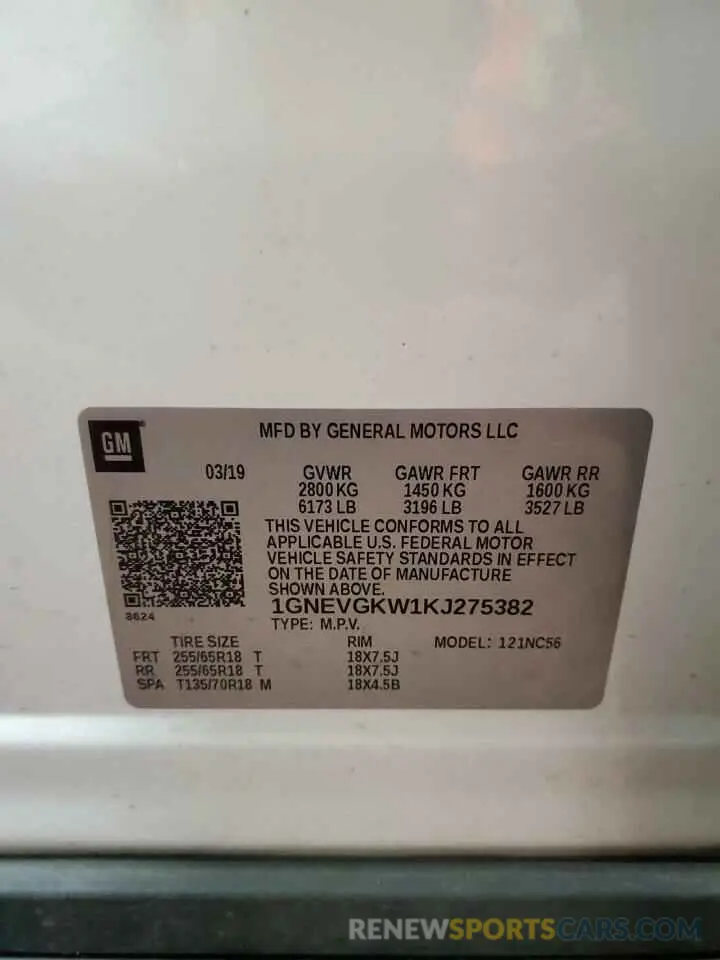 GM
MFD BY GENERAL MOTORS LLC
03/19 GVWR GAWR FRT GAWR RR
2800 KG 1450 KG 1600 KG
6173 LB 3196 LB 3527 LB
THIS VEHICLE CONFORMS TO ALL
APPLICABLE U.S. FEDERAL MOTOR
VEHICLE SAFETY STANDARDS IN EFFECT
ON THE DATE OF MANUFACTURE
SHOWN ABOVE.
1GNEVGKW1KJ275382
8624
TYPE: M.P.V.
TIRE SIZE RIM MODEL: 121NC56
FRT 255/65R18 T 18X7.5J
RR 255/65R18 T 18X7.5J
SPA T135/70R18 M 18X4.5B
RENEWSPORTSCARS.COM